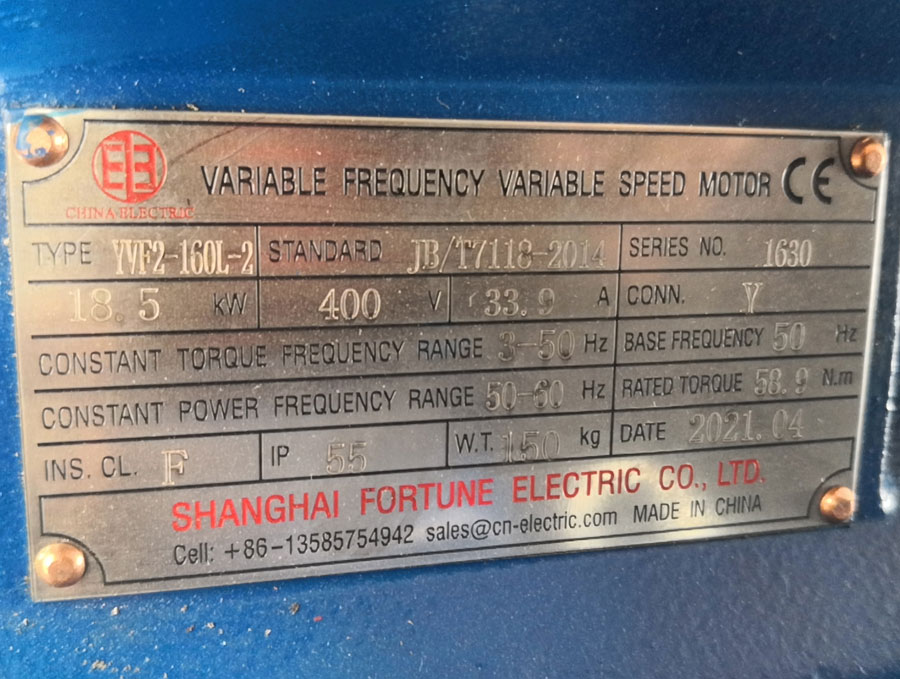 VARIABLE FREQUENCY VARIABLE SPEED MOTOR CE
CHINA·ELECTRIC
TYPE YVF2-160L-2 STANDARD JB/T7118-2014 SERIES NO. 1630
18.5 kW 400 V 33.9 A CONN. Y
CONSTANT TORQUE FREQUENCY RANGE 3-50 Hz BASE FREQUENCY 50 Hz
CONSTANT POWER FREQUENCY RANGE 50-60 Hz RATED TORQUE 58.9 N.m
INS. CL. F IP 55 W.T. 150 kg DATE 2021.04
SHANGHAI FORTUNE ELECTRIC CO., LTD.
Cell: +86-13585754942 sales@cn-electric.com MADE IN CHINA